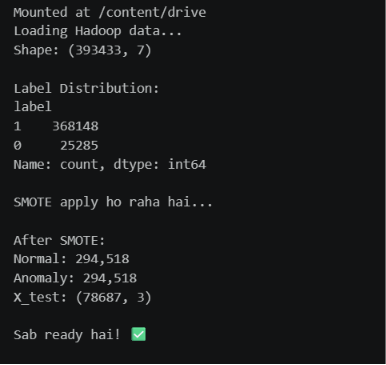 Mounted at /content/drive
Loading Hadoop data...
Shape: (393433, 7)
Label Distribution:
label
1    368148
0     25285
Name: count, dtype: int64
SMOTE apply ho raha hai...
After SMOTE:
Normal: 294,518
Anomaly: 294,518
X_test: (78687, 3)
Sab ready hai! ✅